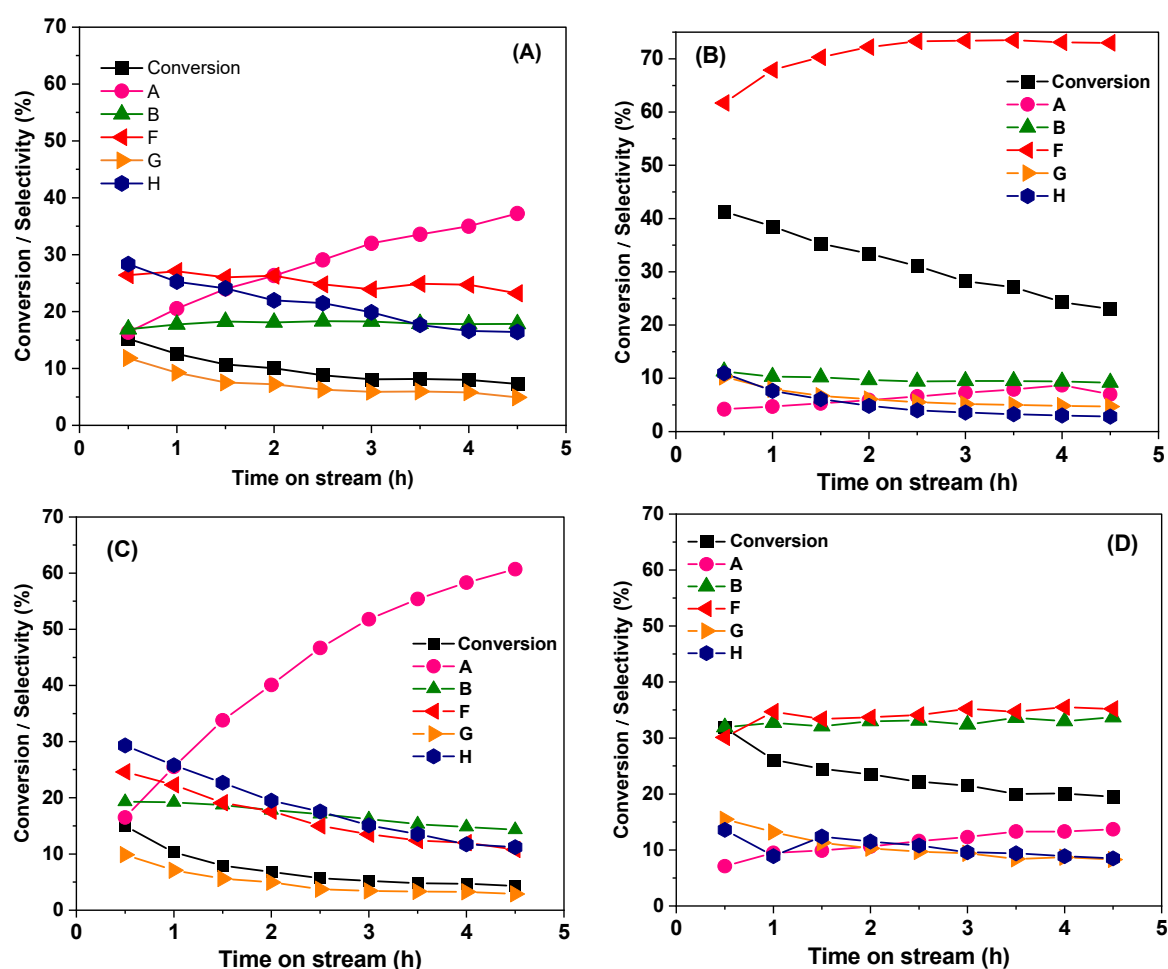 (A)
Conversion / Selectivity (%)
70
60
50
40
30
20
10
0
Conversion
A
B
F
G
H
0 1 2 3 4 5
Time on stream (h)
(B)
Conversion / Selectivity (%)
70
60
50
40
30
20
10
0
Conversion
A
B
F
G
H
0 1 2 3 4 5
Time on stream (h)
(C)
Conversion / Selectivity (%)
70
60
50
40
30
20
10
0
Conversion
A
B
F
G
H
0 1 2 3 4 5
Time on stream (h)
(D)
Conversion / Selectivity (%)
70
60
50
40
30
20
10
0
Conversion
A
B
F
G
H
0 1 2 3 4 5
Time on stream (h)